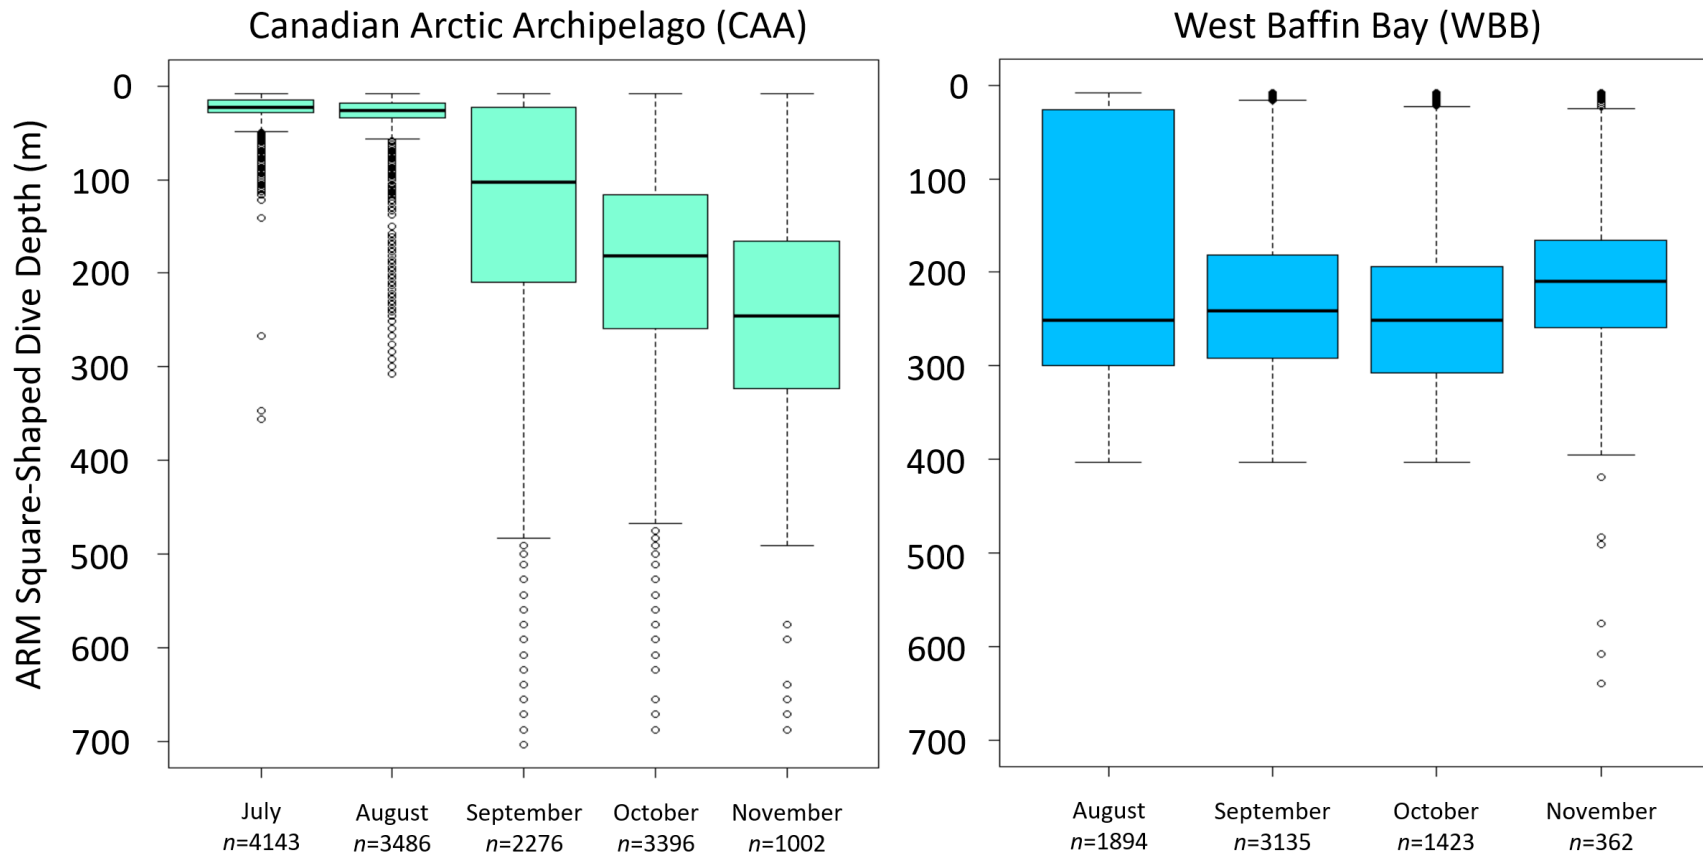 Canadian Arctic Archipelago (CAA)
West Baffin Bay (WBB)
ARM Square-Shaped Dive Depth (m)
0
100
200
300
400
500
600
700
0
100
200
300
400
500
600
700
July
n=4143
August
n=3486
September
n=2276
October
n=3396
November
n=1002
August
n=1894
September
n=3135
October
n=1423
November
n=362